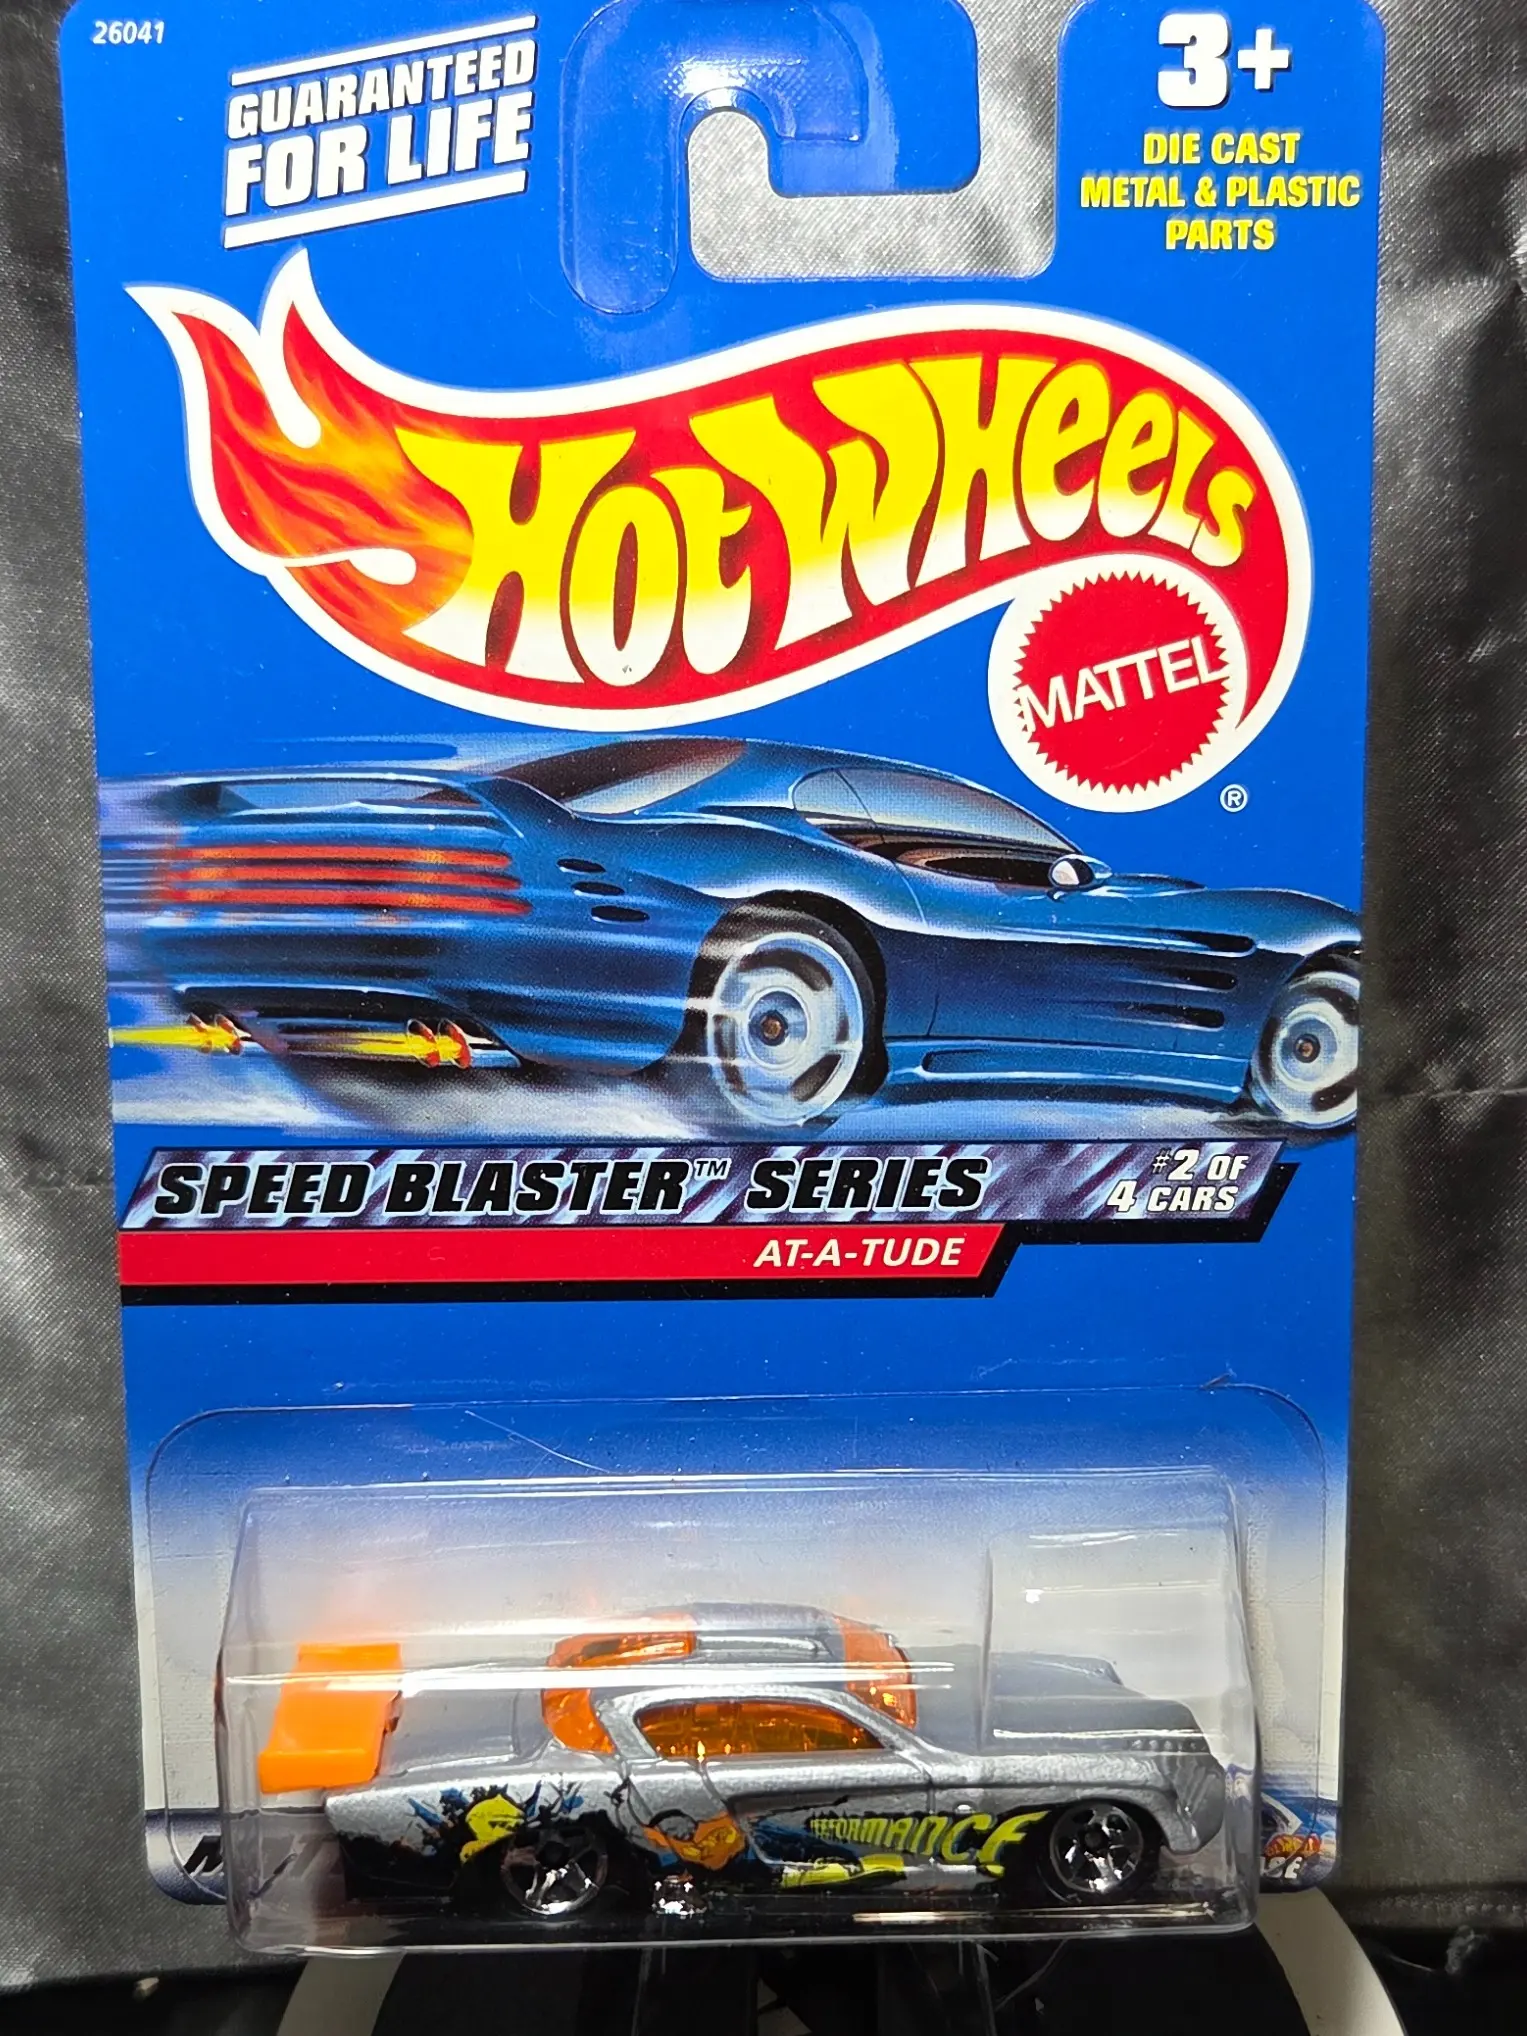 26041
GUARANTEED
FOR LIFE
3+
DIE CAST
METAL & PLASTIC
PARTS
HOT WHEELS
MATTEL
®
SPEED BLASTER™ SERIES
#2 OF
4 CARS
AT-A-TUDE
PERFORMANCE